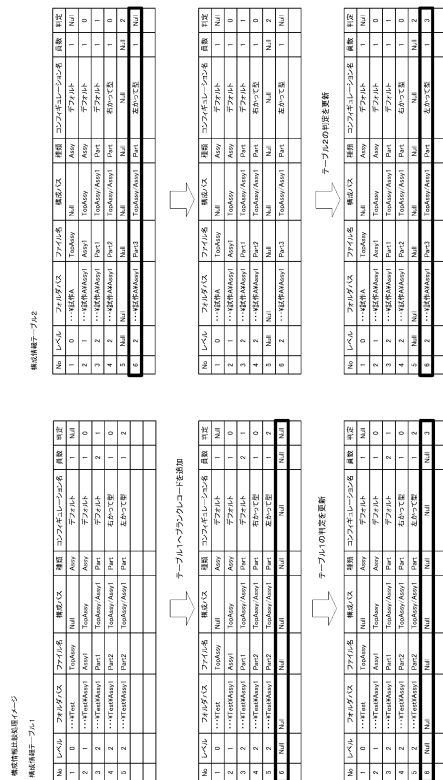 構成情報比較処理イメージ
構成情報テーブル1
No レベル フォルダパス ファイル名 構成パス 種類 コンフィギュレーション名 員数 判定
1 0 ･･･¥Test TopAssy Null Assy デフォルト 1 Null
2 1 ･･･¥Test¥Assy1 Assy1 TopAssy Assy デフォルト 1 0
3 2 ･･･¥Test¥Assy1 Part1 TopAssy/Assy1 Part デフォルト 2 1
4 2 ･･･¥Test¥Assy1 Part2 TopAssy/Assy1 Part 右かって型 1 0
5 2 ･･･¥Test¥Assy1 Part2 TopAssy/Assy1 Part 左かって型 1 2
テーブル1へブランクレコードを追加
No レベル フォルダパス ファイル名 構成パス 種類 コンフィギュレーション名 員数 判定
1 0 ･･･¥Test TopAssy Null Assy デフォルト 1 Null
2 1 ･･･¥Test¥Assy1 Assy1 TopAssy Assy デフォルト 1 0
3 2 ･･･¥Test¥Assy1 Part1 TopAssy/Assy1 Part デフォルト 2 1
4 2 ･･･¥Test¥Assy1 Part2 TopAssy/Assy1 Part 右かって型 1 0
5 2 ･･･¥Test¥Assy1 Part2 TopAssy/Assy1 Part 左かって型 1 2
6 Null Null Null Null Null Null Null Null
テーブル1の判定を更新
No レベル フォルダパス ファイル名 構成パス 種類 コンフィギュレーション名 員数 判定
1 0 ･･･¥Test TopAssy Null Assy デフォルト 1 Null
2 1 ･･･¥Test¥Assy1 Assy1 TopAssy Assy デフォルト 1 0
3 2 ･･･¥Test¥Assy1 Part1 TopAssy/Assy1 Part デフォルト 2 1
4 2 ･･･¥Test¥Assy1 Part2 TopAssy/Assy1 Part 右かって型 1 0
5 2 ･･･¥Test¥Assy1 Part2 TopAssy/Assy1 Part 左かって型 1 2
6 Null Null Null Null Null Null Null 3
構成情報テーブル2
No レベル フォルダパス ファイル名 構成パス 種類 コンフィギュレーション名 員数 判定
1 0 ･･･¥試作A TopAssy Null Assy デフォルト 1 Null
2 1 ･･･¥試作A¥Assy1 Assy1 TopAssy Assy デフォルト 1 0
3 2 ･･･¥試作A¥Assy1 Part1 TopAssy/Assy1 Part デフォルト 1 1
4 2 ･･･¥試作A¥Assy1 Part2 TopAssy/Assy1 Part 右かって型 1 0
5 Null Null Null Null Null Null Null 2
6 2 ･･･¥試作A¥Assy1 Part3 TopAssy/Assy1 Part 左かって型 1 Null
No レベル フォルダパス ファイル名 構成パス 種類 コンフィギュレーション名 員数 判定
1 0 ･･･¥試作A TopAssy Null Assy デフォルト 1 Null
2 1 ･･･¥試作A¥Assy1 Assy1 TopAssy Assy デフォルト 1 0
3 2 ･･･¥試作A¥Assy1 Part1 TopAssy/Assy1 Part デフォルト 1 1
4 2 ･･･¥試作A¥Assy1 Part2 TopAssy/Assy1 Part 右かって型 1 0
5 Null Null Null Null Null Null Null 2
6 2 ･･･¥試作A¥Assy1 Part3 TopAssy/Assy1 Part 左かって型 1 Null
テーブル2の判定を更新
No レベル フォルダパス ファイル名 構成パス 種類 コンフィギュレーション名 員数 判定
1 0 ･･･¥試作A TopAssy Null Assy デフォルト 1 Null
2 1 ･･･¥試作A¥Assy1 Assy1 TopAssy Assy デフォルト 1 0
3 2 ･･･¥試作A¥Assy1 Part1 TopAssy/Assy1 Part デフォルト 1 1
4 2 ･･･¥試作A¥Assy1 Part2 TopAssy/Assy1 Part 右かって型 1 0
5 Null Null Null Null Null Null Null 2
6 2 ･･･¥試作A¥Assy1 Part3 TopAssy/Assy1 Part 左かって型 1 3